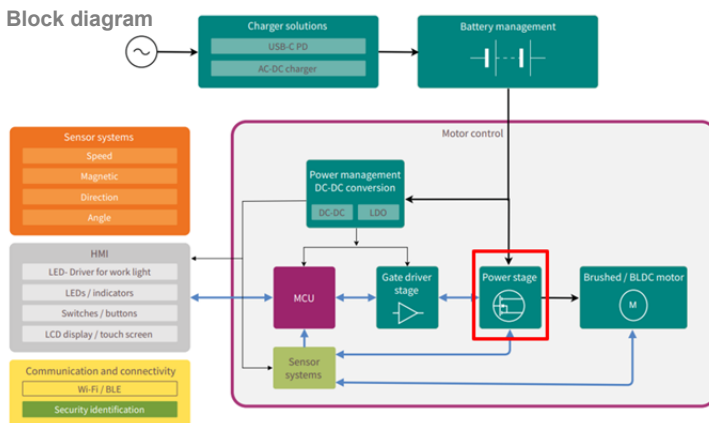 Block diagram
Charger solutions
USB-C PD
AC-DC charger
Battery management
Sensor systems
Speed
Magnetic
Direction
Angle
Motor control
Power management
DC-DC conversion
DC-DC
LDO
HMI
LED- Driver for work light
LEDs / indicators
Switches / buttons
LCD display / touch screen
MCU
Gate driver
stage
Power stage
Brushed / BLDC motor
M
Sensor
systems
Communication and connectivity
Wi-Fi / BLE
Security identification